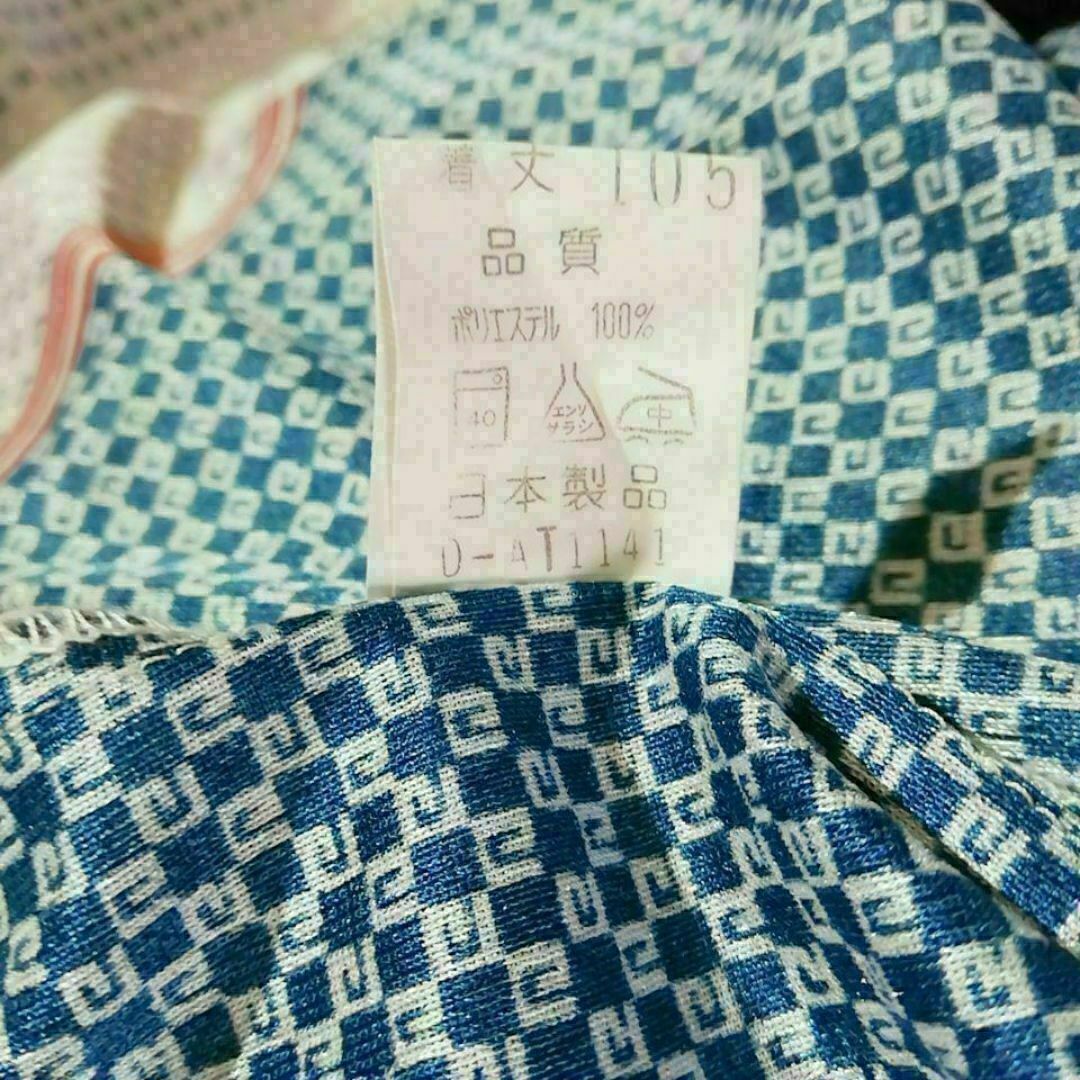 着丈 105
品質
ポリエステル 100%
40 エンソ サラシ 中
日本製品
D-AT1141